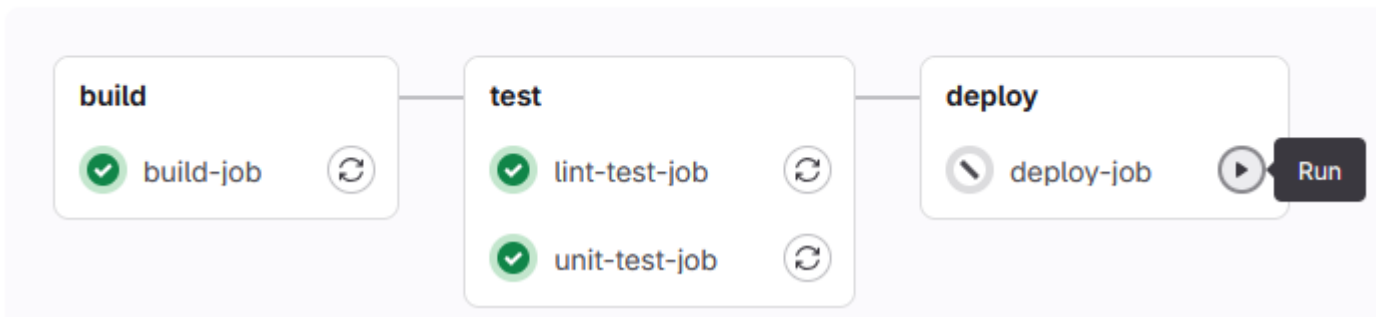 build
build-job
test
lint-test-job
unit-test-job
deploy
deploy-job
Run